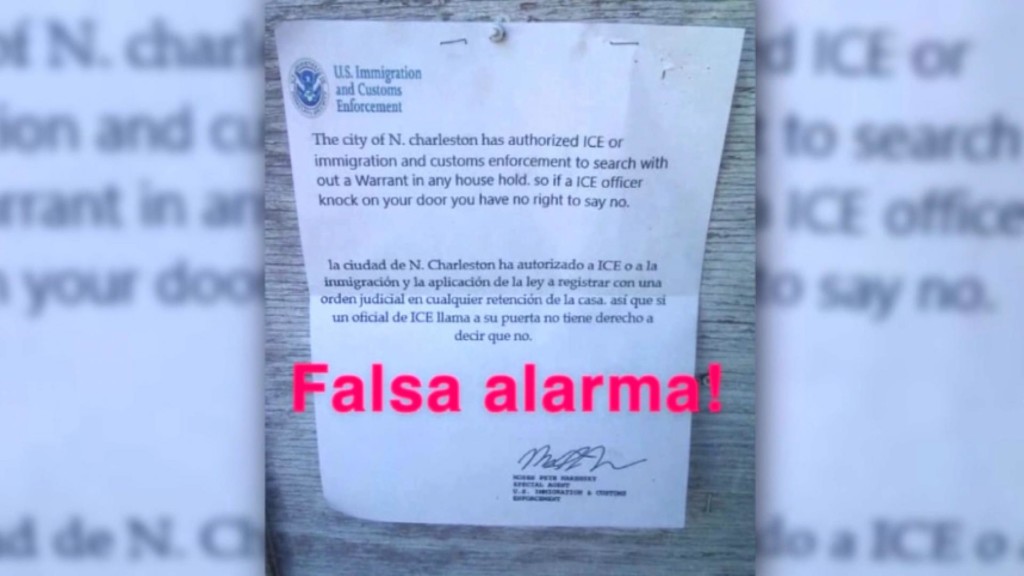 U.S. Immigration
and Customs
Enforcement
The city of N. charleston has authorized ICE or
immigration and customs enforcement to search with
out a Warrant in any house hold. so if a ICE officer
knock on your door you have no right to say no.
la ciudad de N. Charleston ha autorizado a ICE o a la
inmigración y la aplicación de la ley a registrar con una
orden judicial en cualquier retención de la casa. así que si
un oficial de ICE llama a su puerta no tiene derecho a
decir que no.
Falsa alarma!
SPECIAL AGENT
U.S. IMMIGRATION & CUSTOMS
ENFORCEMENT